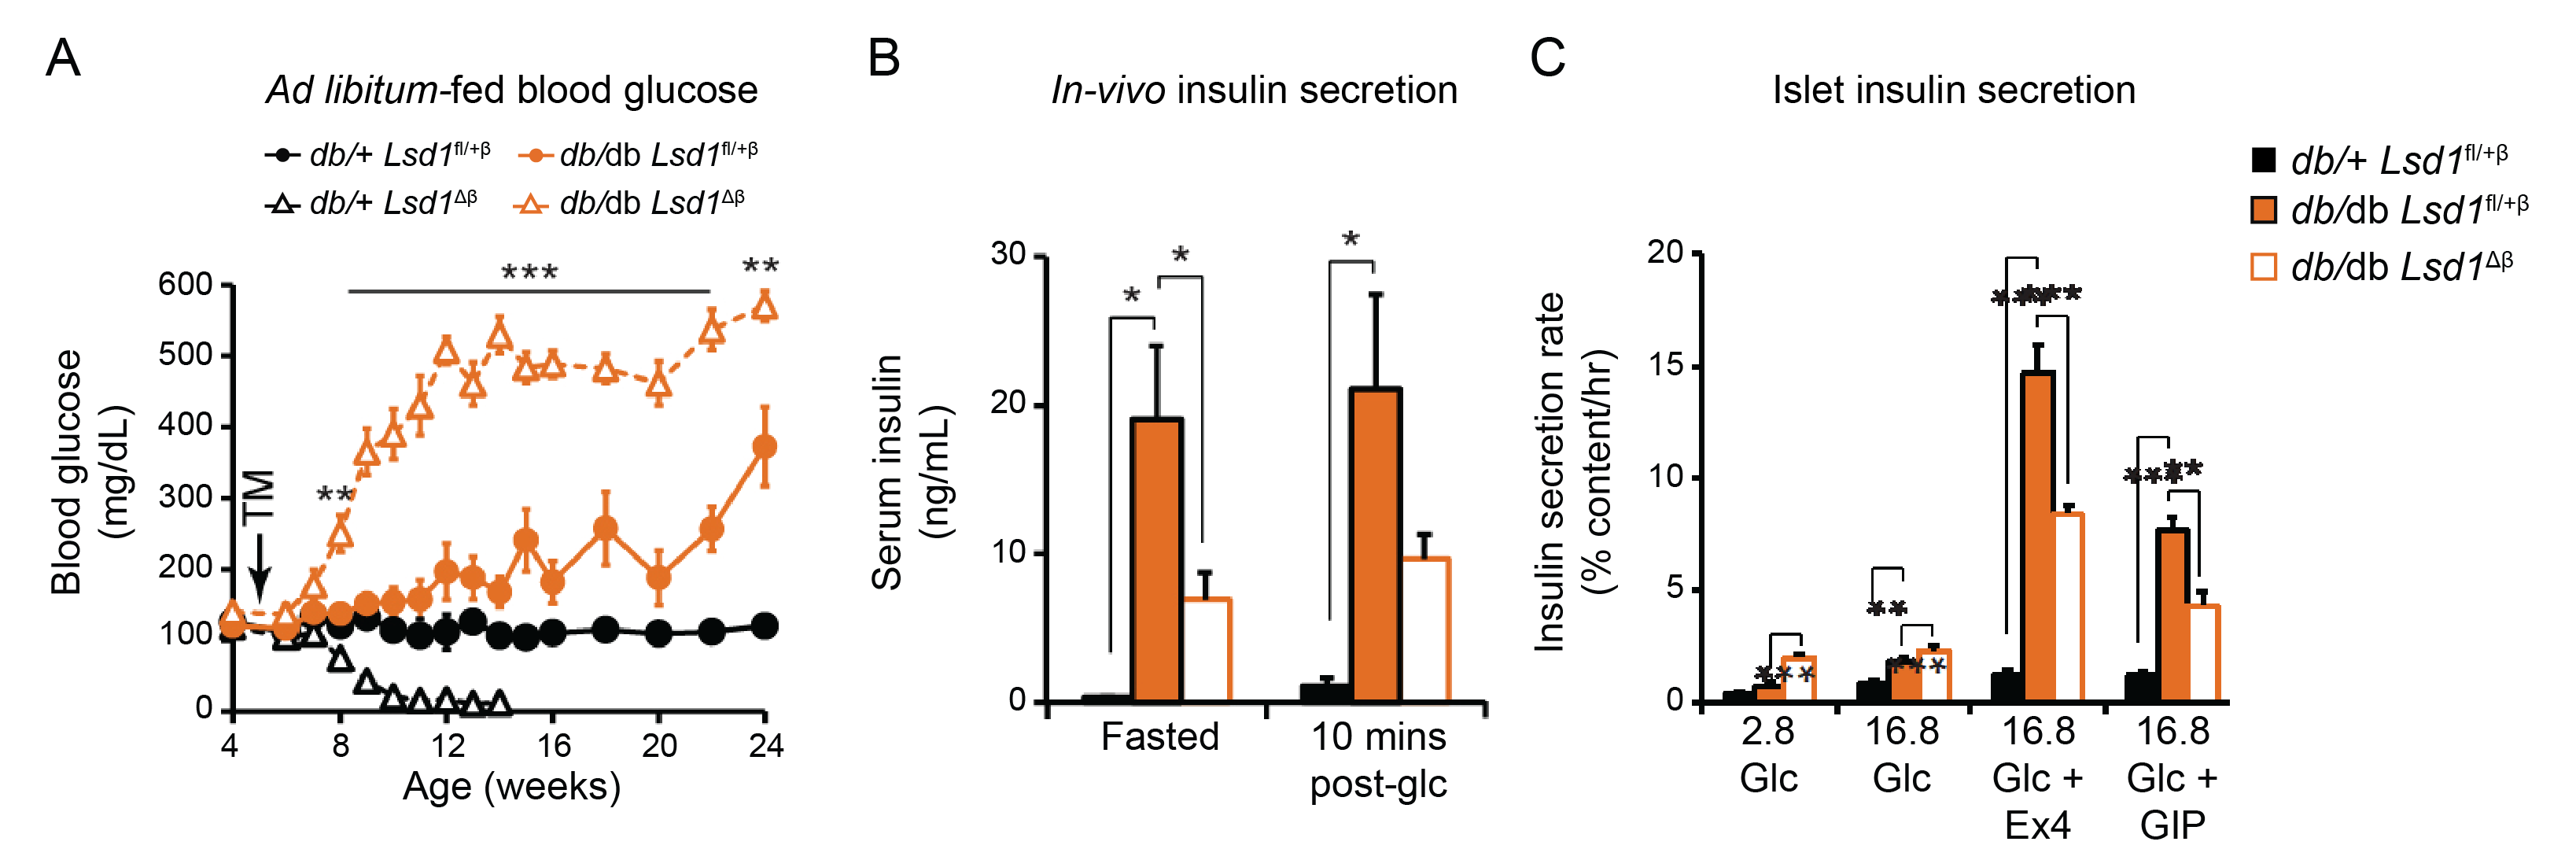 A
Ad libitum-fed blood glucose
db/+ Lsd1fl/+β
db/db Lsd1fl/+β
db/+ Lsd1Δβ
db/db Lsd1Δβ
***
**
**
TM
600
500
400
300
200
100
0
4 8 12 16 20 24
Age (weeks)
Blood glucose
(mg/dL)
B
In-vivo insulin secretion
*
*
*
30
20
10
0
Serum insulin
(ng/mL)
Fasted
10 mins
post-glc
C
Islet insulin secretion
db/+ Lsd1fl/+β
db/db Lsd1fl/+β
db/db Lsd1Δβ
20
15
10
5
0
Insulin secretion rate
(% content/hr)
**
***
2.8
Glc
16.8
Glc
16.8
Glc +
Ex4
16.8
Glc +
GIP